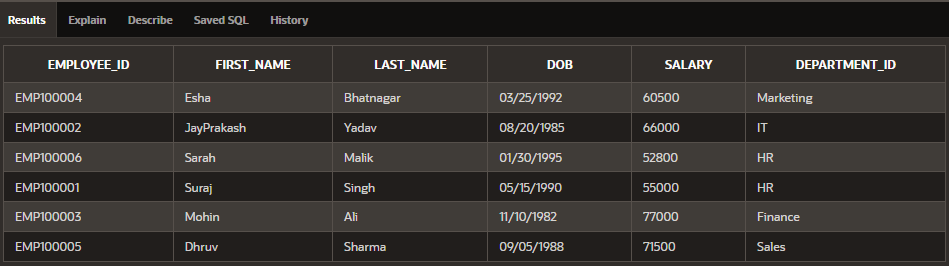 Results Explain Describe Saved SQL History
EMPLOYEE_ID FIRST_NAME LAST_NAME DOB SALARY DEPARTMENT_ID
EMP100004 Esha Bhatnagar 03/25/1992 60500 Marketing
EMP100002 JayPrakash Yadav 08/20/1985 66000 IT
EMP100006 Sarah Malik 01/30/1995 52800 HR
EMP100001 Suraj Singh 05/15/1990 55000 HR
EMP100003 Mohin Ali 11/10/1982 77000 Finance
EMP100005 Dhruv Sharma 09/05/1988 71500 Sales